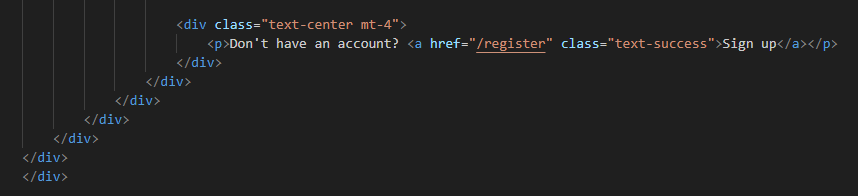 <div class="text-center mt-4">
<p>Don't have an account? <a href="/register" class="text-success">Sign up</a></p>
</div>
</div>
</div>
</div>
</div>
</div>
</div>